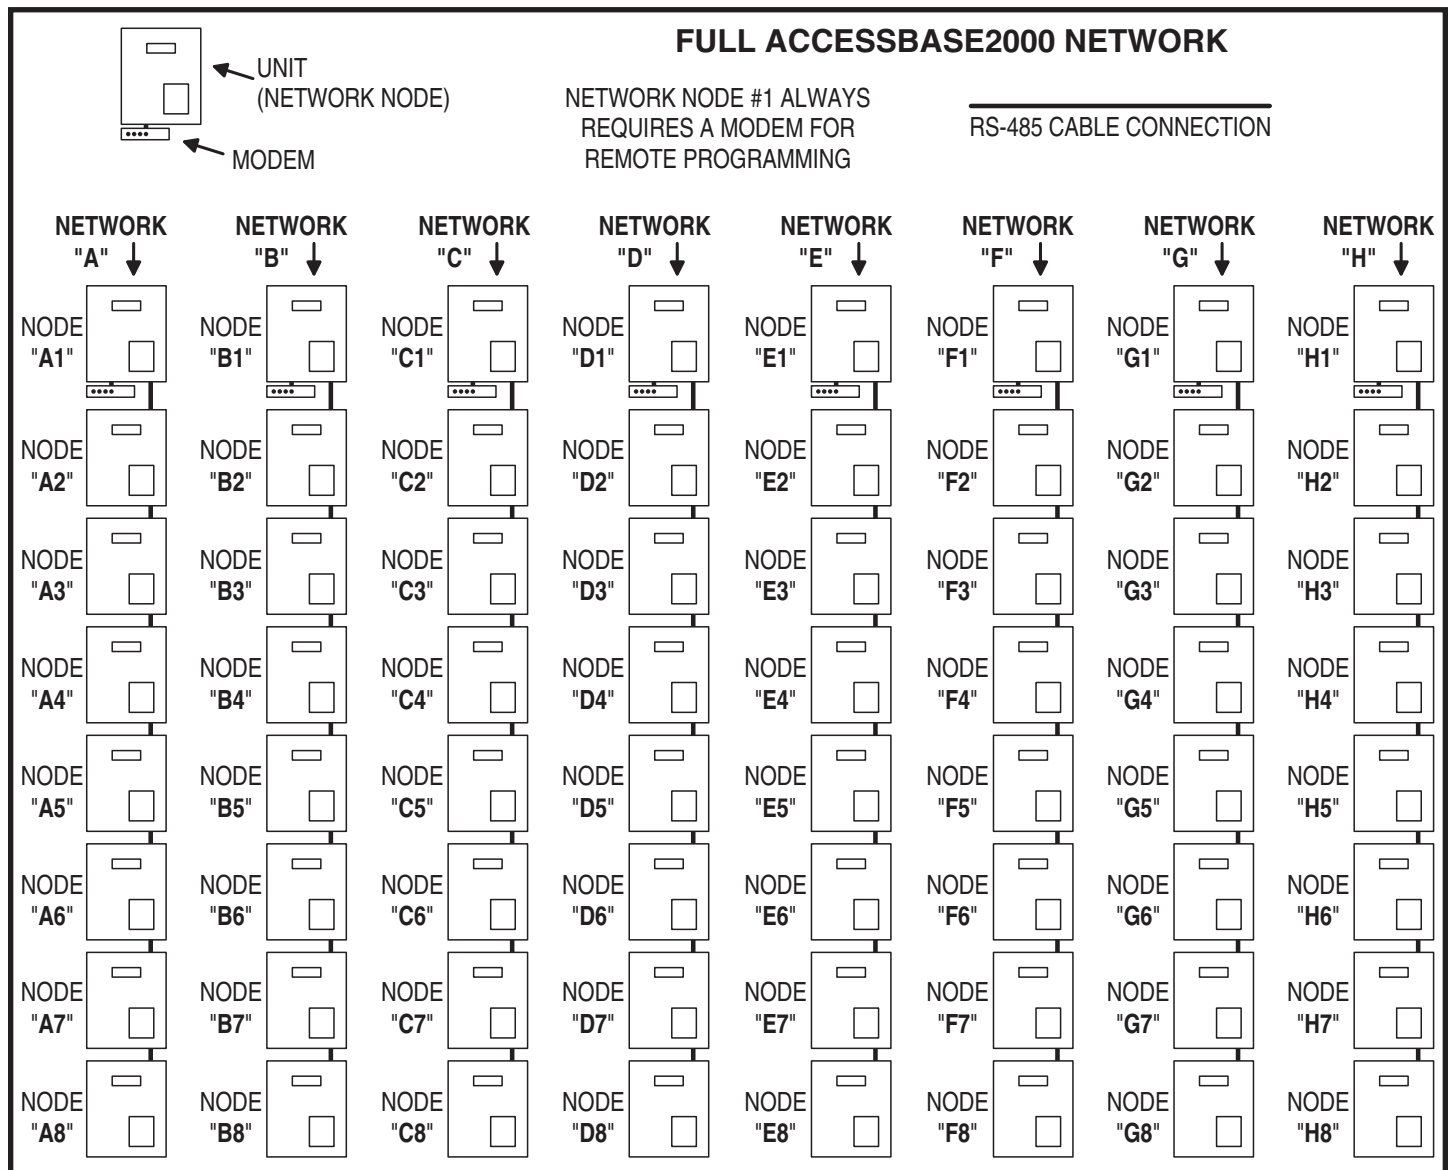 FULL ACCESSBASE2000 NETWORK
UNIT
(NETWORK NODE)
MODEM
NETWORK NODE #1 ALWAYS
REQUIRES A MODEM FOR
REMOTE PROGRAMMING
RS-485 CABLE CONNECTION
NETWORK NETWORK NETWORK NETWORK NETWORK NETWORK NETWORK NETWORK
"A" "B" "C" "D" "E" "F" "G" "H"
NODE NODE NODE NODE NODE NODE NODE NODE
"A1" "B1" "C1" "D1" "E1" "F1" "G1" "H1"
NODE NODE NODE NODE NODE NODE NODE NODE
"A2" "B2" "C2" "D2" "E2" "F2" "G2" "H2"
NODE NODE NODE NODE NODE NODE NODE NODE
"A3" "B3" "C3" "D3" "E3" "F3" "G3" "H3"
NODE NODE NODE NODE NODE NODE NODE NODE
"A4" "B4" "C4" "D4" "E4" "F4" "G4" "H4"
NODE NODE NODE NODE NODE NODE NODE NODE
"A5" "B5" "C5" "D5" "E5" "F5" "G5" "H5"
NODE NODE NODE NODE NODE NODE NODE NODE
"A6" "B6" "C6" "D6" "E6" "F6" "G6" "H6"
NODE NODE NODE NODE NODE NODE NODE NODE
"A7" "B7" "C7" "D7" "E7" "F7" "G7" "H7"
NODE NODE NODE NODE NODE NODE NODE NODE
"A8" "B8" "C8" "D8" "E8" "F8" "G8" "H8"